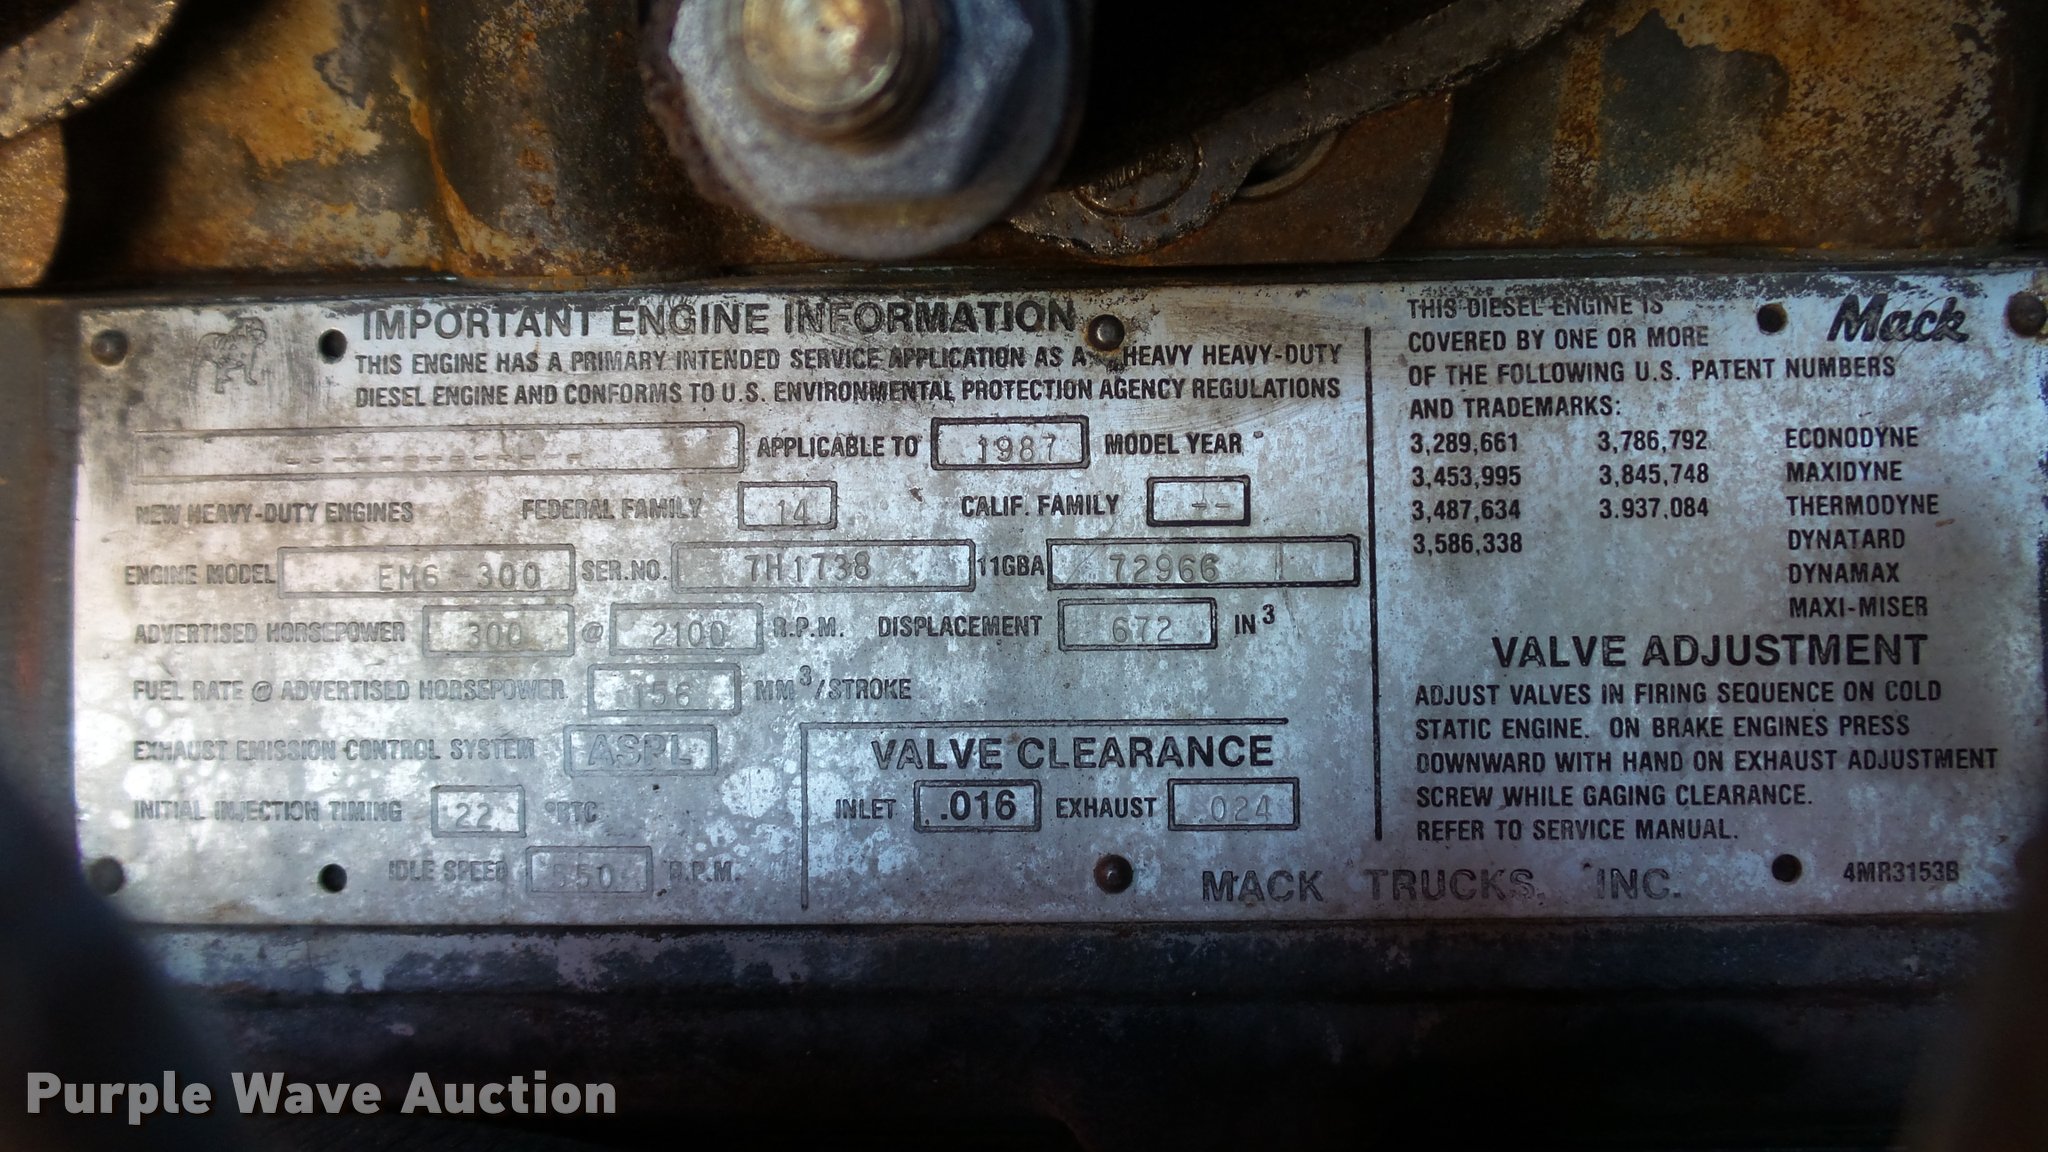 IMPORTANT ENGINE INFORMATION
THIS ENGINE HAS A PRIMARY INTENDED SERVICE APPLICATION AS A HEAVY HEAVY-DUTY
DIESEL ENGINE AND CONFORMS TO U.S. ENVIRONMENTAL PROTECTION AGENCY REGULATIONS
------------ APPLICABLE TO 1987 MODEL YEAR
NEW HEAVY-DUTY ENGINES FEDERAL FAMILY 14 CALIF. FAMILY --
ENGINE MODEL EM6-300 SER.NO. 7H1738 11GBA 72966
ADVERTISED HORSEPOWER 300 @ 2100 R.P.M. DISPLACEMENT 672 IN³
FUEL RATE @ ADVERTISED HORSEPOWER 156 MM³/STROKE
EXHAUST EMISSION CONTROL SYSTEM ASPL
INITIAL INJECTION TIMING 22 °BTC
IDLE SPEED 550 R.P.M.
VALVE CLEARANCE
INLET .016 EXHAUST .024
THIS DIESEL ENGINE IS
COVERED BY ONE OR MORE
OF THE FOLLOWING U.S. PATENT NUMBERS
AND TRADEMARKS:
Mack
3,289,661 3,786,792 ECONODYNE
3,453,995 3,845,748 MAXIDYNE
3,487,634 3.937,084 THERMODYNE
3,586,338 DYNATARD
DYNAMAX
MAXI-MISER
VALVE ADJUSTMENT
ADJUST VALVES IN FIRING SEQUENCE ON COLD
STATIC ENGINE. ON BRAKE ENGINES PRESS
DOWNWARD WITH HAND ON EXHAUST ADJUSTMENT
SCREW WHILE GAGING CLEARANCE.
REFER TO SERVICE MANUAL.
MACK TRUCKS, INC. 4MR3153B
Purple Wave Auction